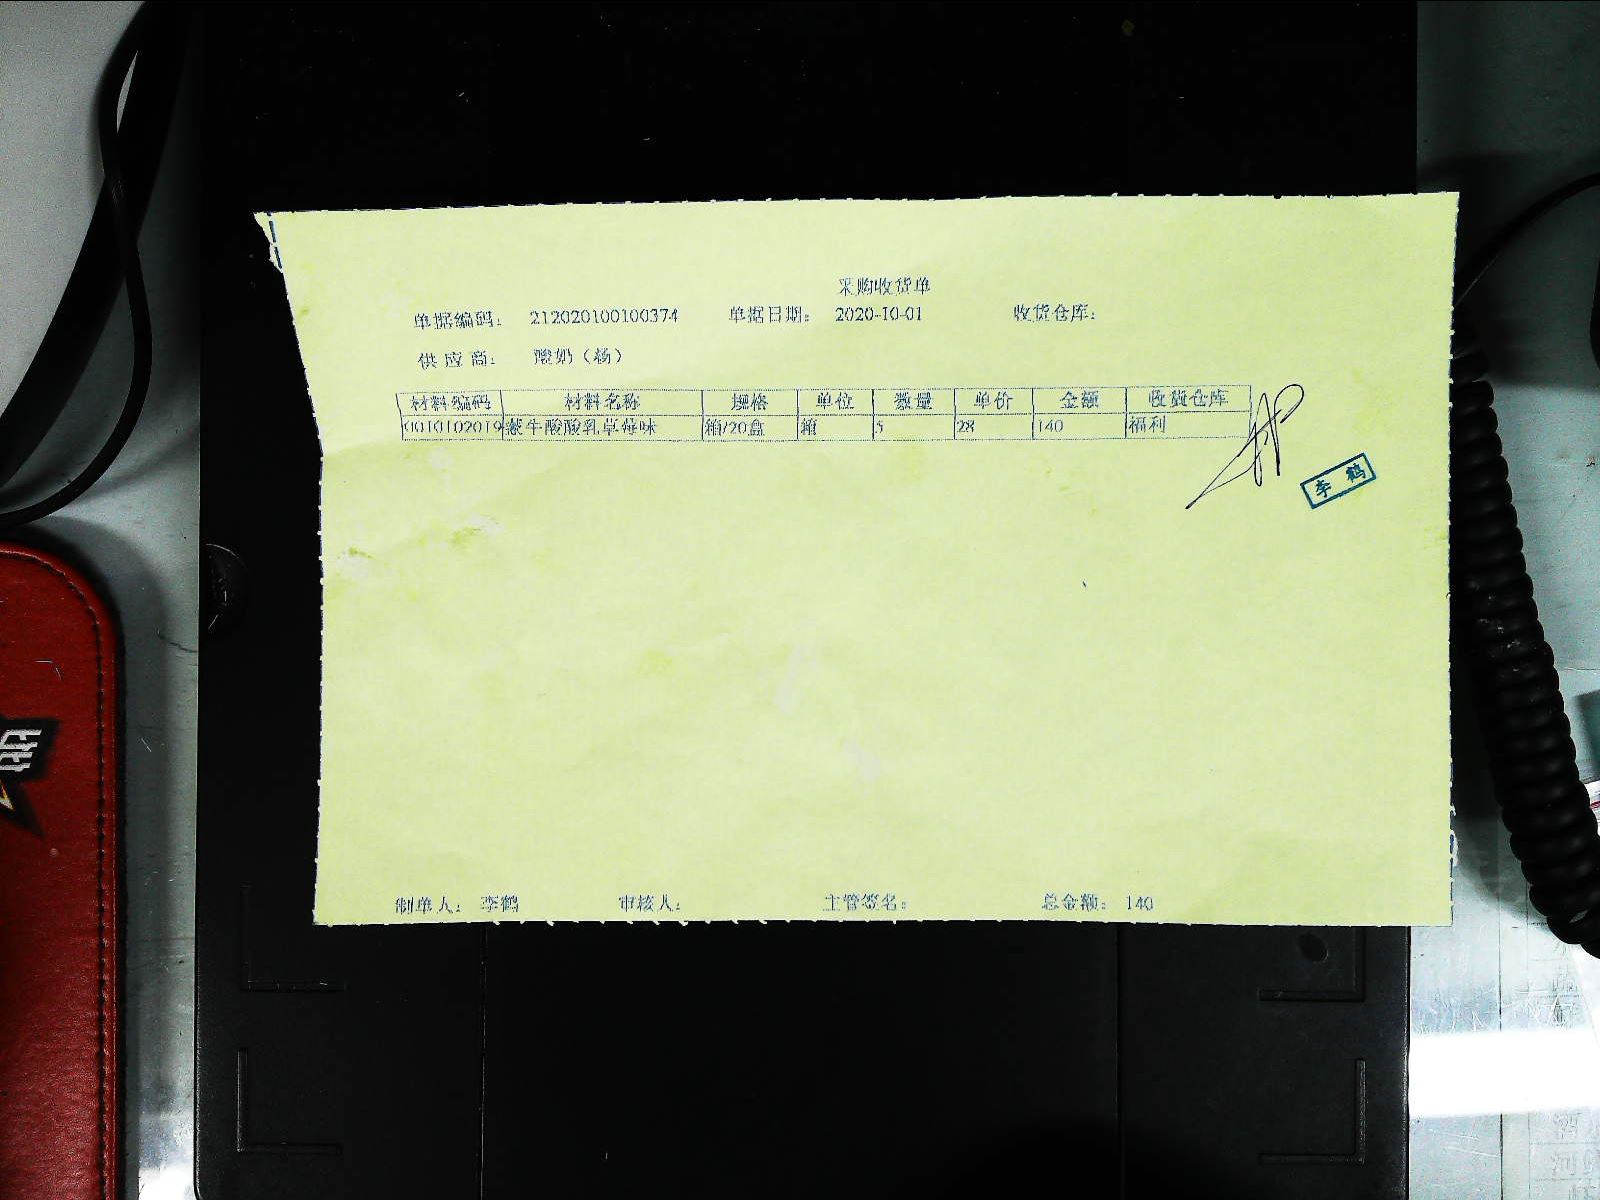 采购收货单
单据编码: 212020100100374 单据日期: 2020-10-01 收货仓库:
供应商: 酸奶（杨）
材料编码 材料名称 规格 单位 数量 单价 金额 收货仓库
0010102019 蒙牛酸酸乳草莓味 箱/20盒 箱 5 28 140 福利
李鹤
制单人: 李鹤 审核人: 主管签名: 总金额: 140